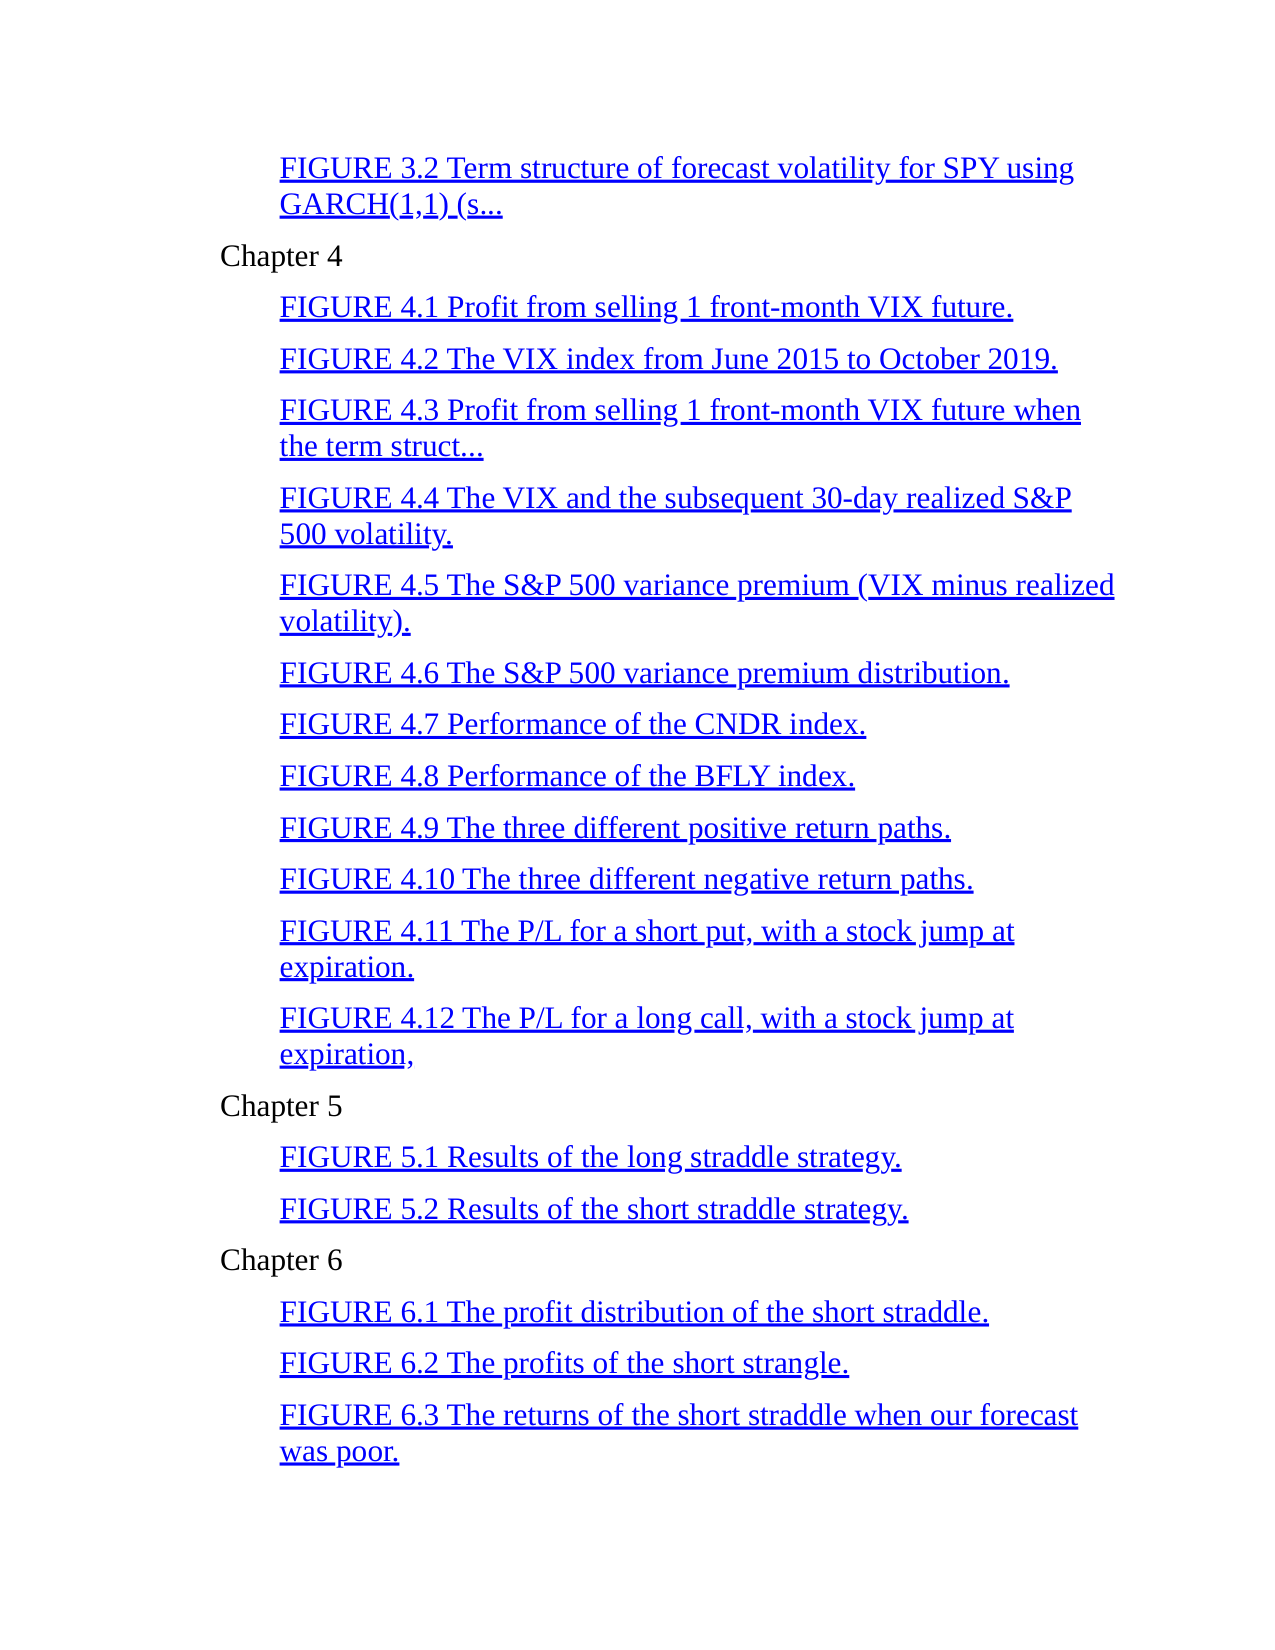 FIGURE 3.2 Term structure of forecast volatility for SPY using
GARCH(1,1) (s...
Chapter 4
FIGURE 4.1 Profit from selling 1 front-month VIX future.
FIGURE 4.2 The VIX index from June 2015 to October 2019.
FIGURE 4.3 Profit from selling 1 front-month VIX future when
the term struct...
FIGURE 4.4 The VIX and the subsequent 30-day realized S&P
500 volatility.
FIGURE 4.5 The S&P 500 variance premium (VIX minus realized
volatility).
FIGURE 4.6 The S&P 500 variance premium distribution.
FIGURE 4.7 Performance of the CNDR index.
FIGURE 4.8 Performance of the BFLY index.
FIGURE 4.9 The three different positive return paths.
FIGURE 4.10 The three different negative return paths.
FIGURE 4.11 The P/L for a short put, with a stock jump at
expiration.
FIGURE 4.12 The P/L for a long call, with a stock jump at
expiration,
Chapter 5
FIGURE 5.1 Results of the long straddle strategy.
FIGURE 5.2 Results of the short straddle strategy.
Chapter 6
FIGURE 6.1 The profit distribution of the short straddle.
FIGURE 6.2 The profits of the short strangle.
FIGURE 6.3 The returns of the short straddle when our forecast
was poor.